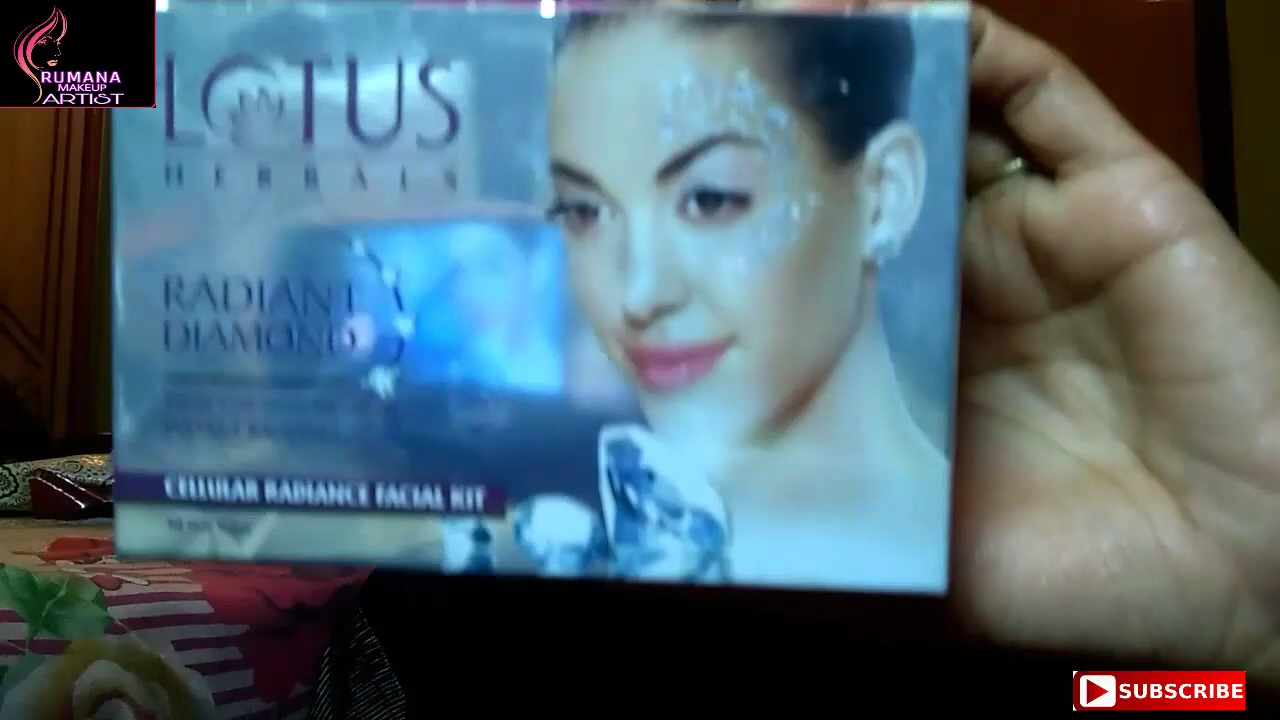 RUMANA
MAKEUP
ARTIST
LOTUS
HERBALS
RADIANT
DIAMOND
CELLULAR RADIANCE FACIAL KIT
SUBSCRIBE